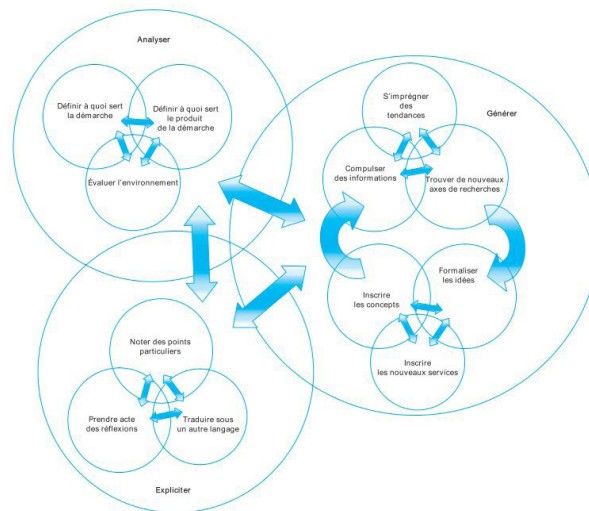 Analyser
Définir à quoi sert
la démarche
Définir à quoi sert
le produit
de la démarche
Évaluer l'environnement
S'imprégner
des
tendances
Générer
Compulser
des informations
Trouver de nouveaux
axes de recherches
Inscrire
les concepts
Formaliser
les idées
Inscrire
les nouveaux services
Noter des points
particuliers
Prendre acte
des réflexions
Traduire sous
un autre langage
Expliciter